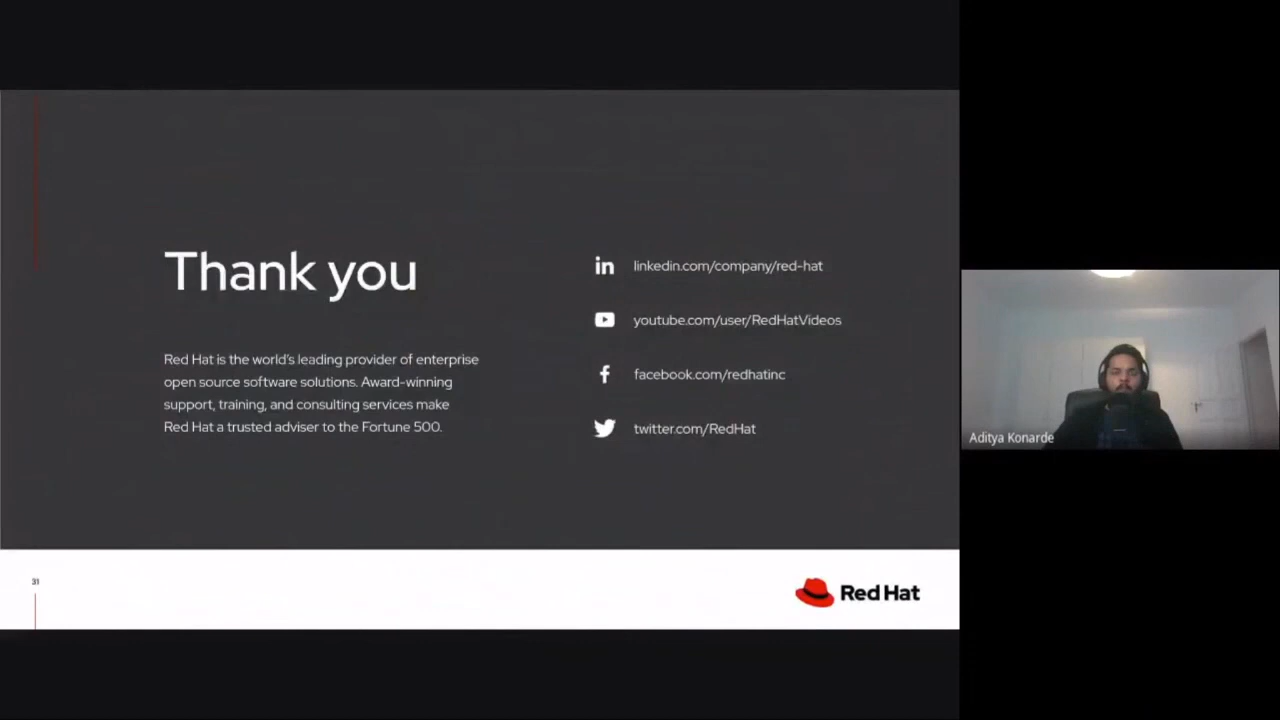 Thank you
Red Hat is the world's leading provider of enterprise
open source software solutions. Award-winning
support, training, and consulting services make
Red Hat a trusted adviser to the Fortune 500.
linkedin.com/company/red-hat
youtube.com/user/RedHatVideos
facebook.com/redhatinc
twitter.com/RedHat
31
Red Hat
Aditya Konarde